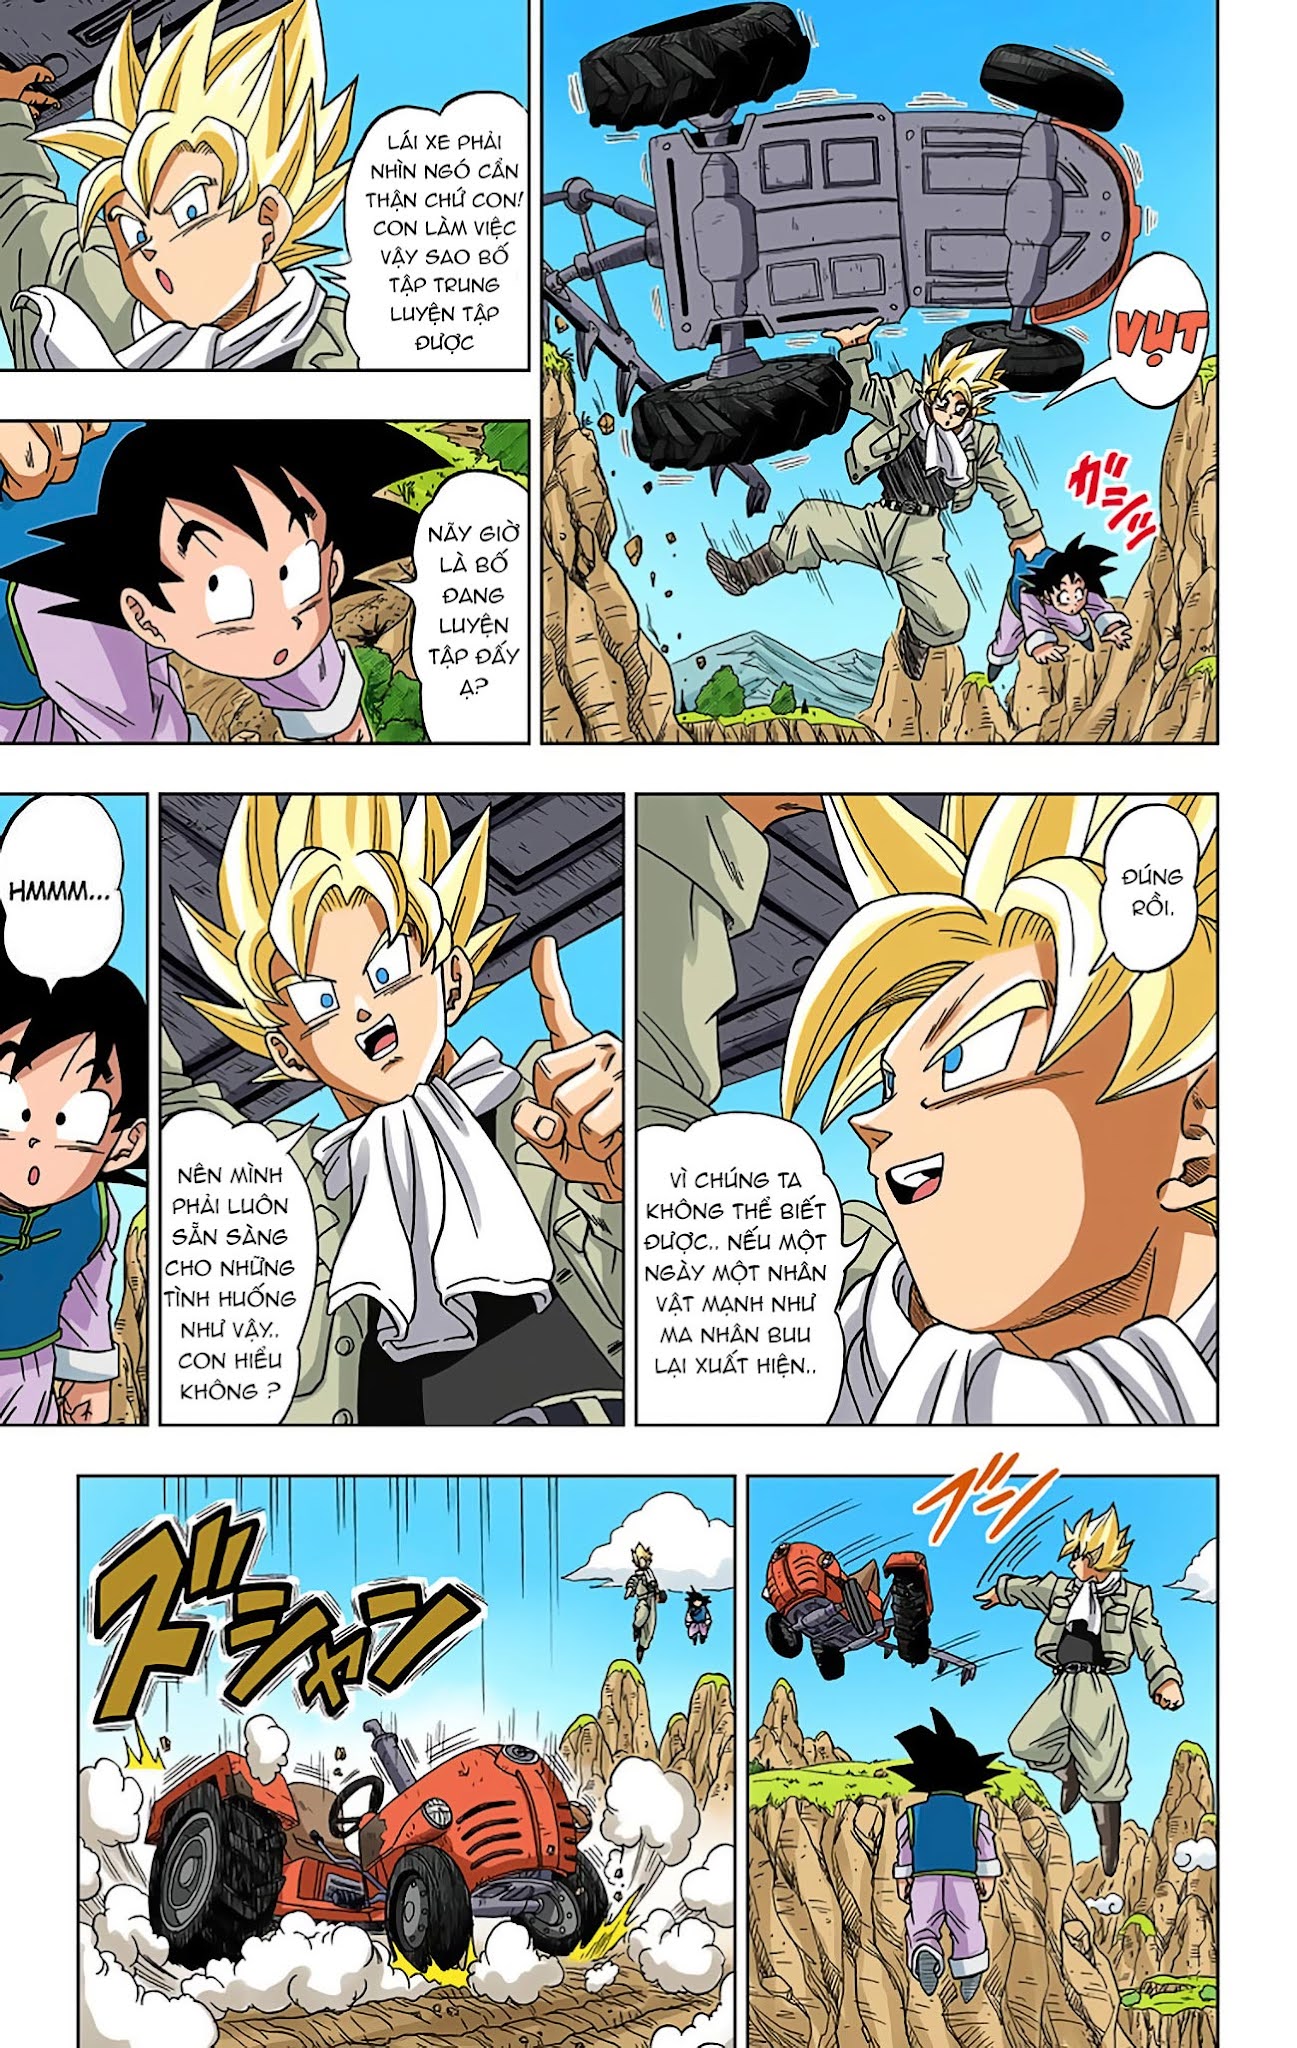 VỤT
ガシッ
LÁI XE PHẢI
NHÌN NGÓ CẨN
THẬN CHỨ CON!
CON LÀM VIỆC
VẬY SAO BỐ
TẬP TRUNG
LUYỆN TẬP
ĐƯỢC
NÃY GIỜ
LÀ BỐ
ĐANG
LUYỆN
TẬP ĐẤY
Ạ?
ĐÚNG
RỒI.
VÌ CHÚNG TA
KHÔNG THỂ BIẾT
ĐƯỢC.. NẾU MỘT
NGÀY MỘT NHÂN
VẬT MẠNH NHƯ
MA NHÂN BUU
LẠI XUẤT HIỆN..
NÊN MÌNH
PHẢI LUÔN
SẴN SÀNG
CHO NHỮNG
TÌNH HUỐNG
NHƯ VẬY..
CON HIỂU
KHÔNG ?
HMMM...
ブーン
ズシャン